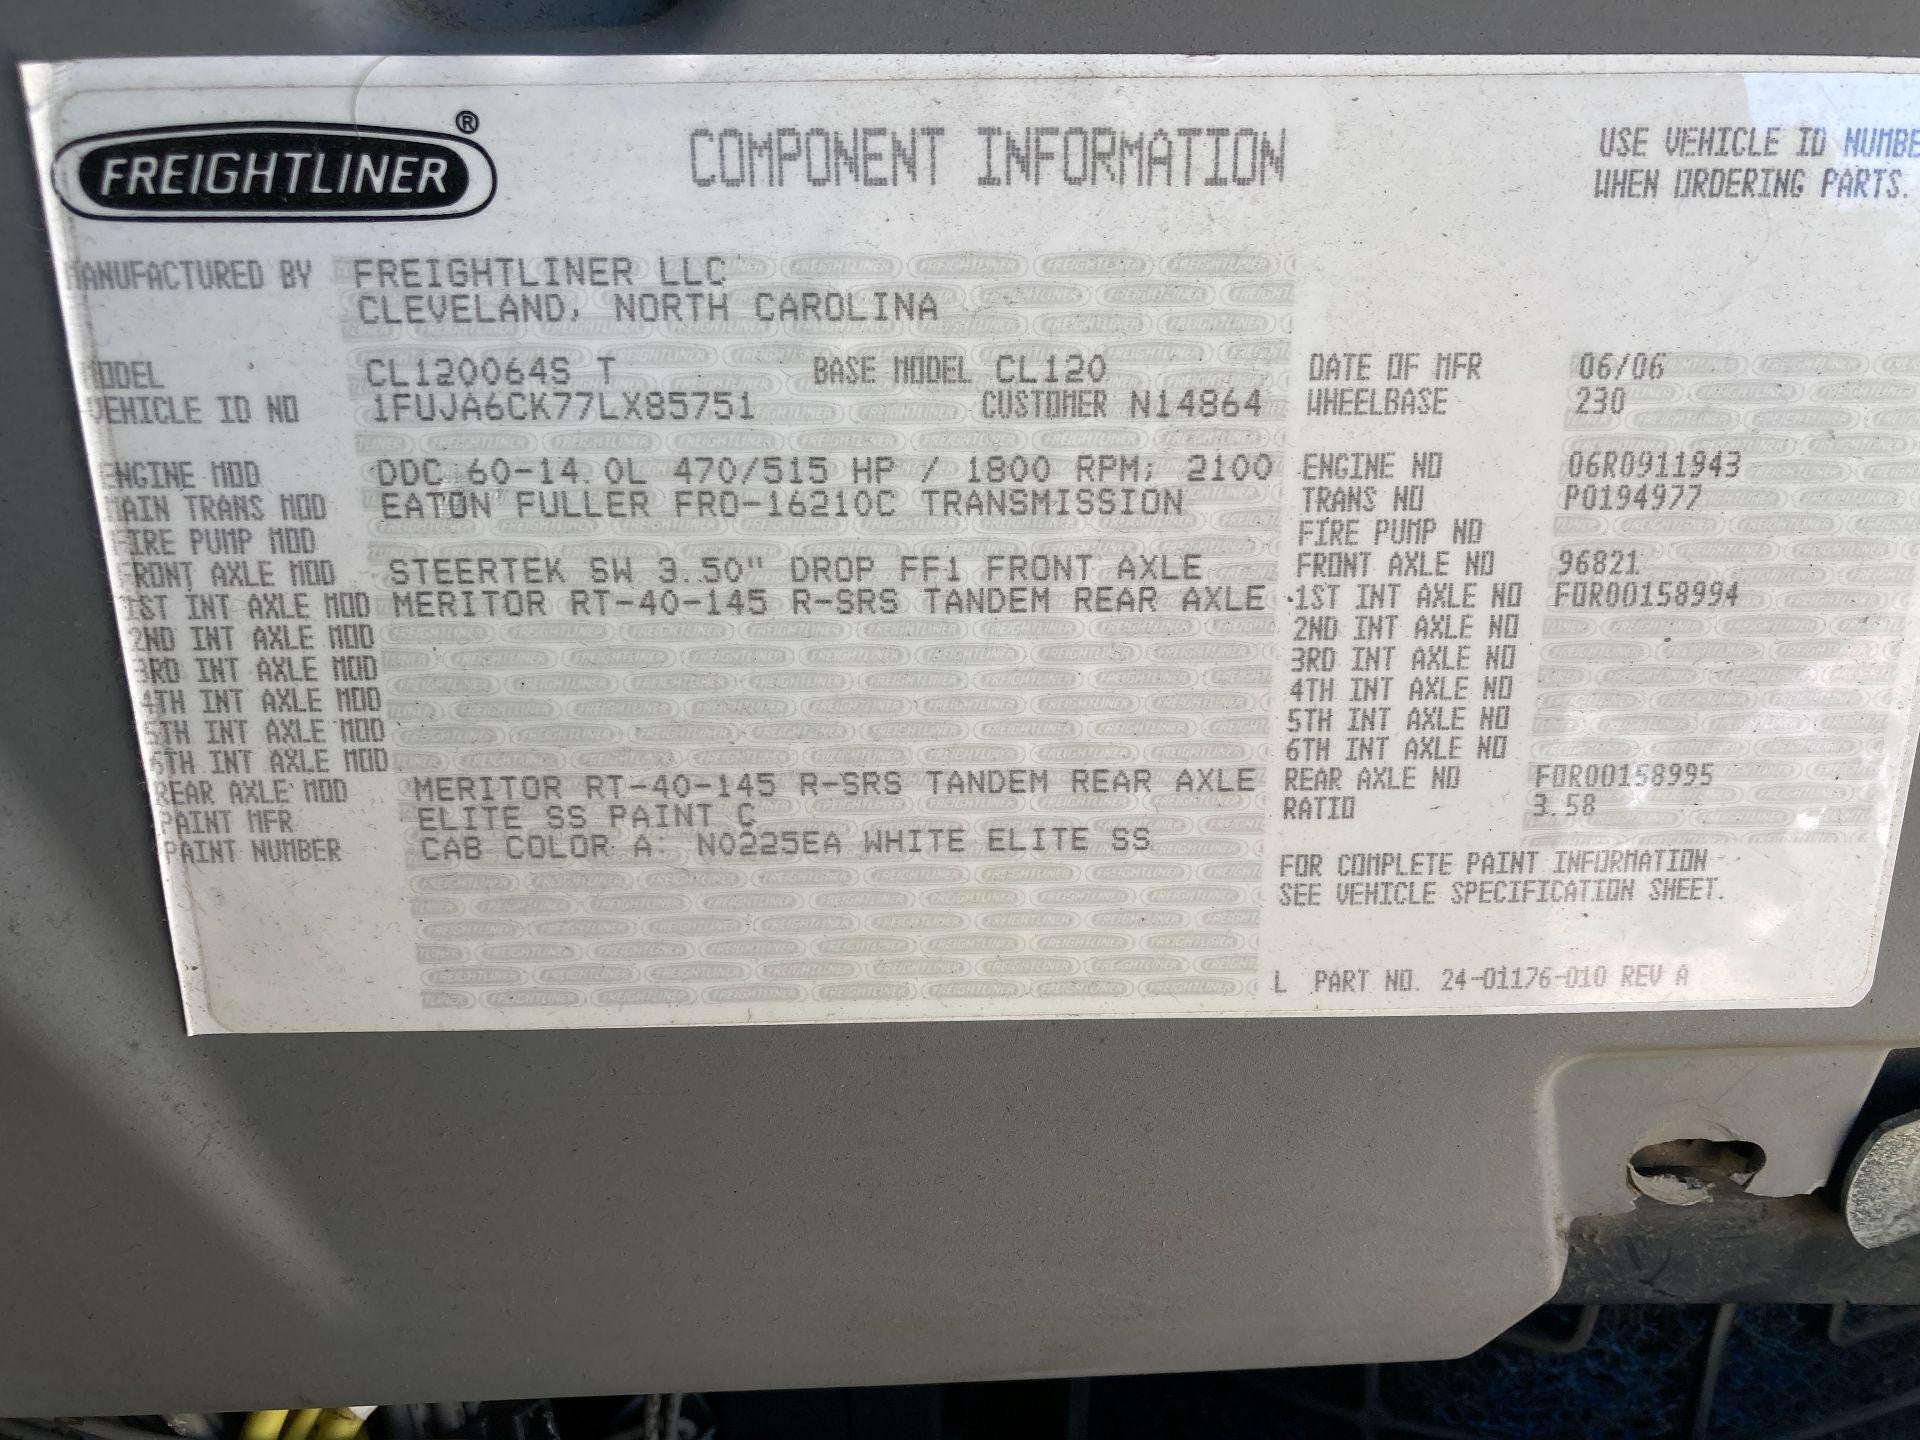 FREIGHTLINER ®
COMPONENT INFORMATION
USE VEHICLE ID NUMBE
WHEN ORDERING PARTS.
MANUFACTURED BY FREIGHTLINER LLC
CLEVELAND, NORTH CAROLINA
MODEL CL120064S T BASE MODEL CL120 DATE OF MFR 06/06
VEHICLE ID NO 1FUJA6CK77LX85751 CUSTOMER N14864 WHEELBASE 230
ENGINE MOD DDC 60-14.0L 470/515 HP / 1800 RPM; 2100 ENGINE NO 06R0911943
MAIN TRANS MOD EATON FULLER FRO-16210C TRANSMISSION TRANS NO P0194977
FIRE PUMP MOD FIRE PUMP NO
FRONT AXLE MOD STEERTEK SW 3.50" DROP FF1 FRONT AXLE FRONT AXLE NO 96821
1ST INT AXLE MOD MERITOR RT-40-145 R-SRS TANDEM REAR AXLE 1ST INT AXLE NO FOR00158994
2ND INT AXLE MOD 2ND INT AXLE NO
3RD INT AXLE MOD 3RD INT AXLE NO
4TH INT AXLE MOD 4TH INT AXLE NO
5TH INT AXLE MOD 5TH INT AXLE NO
6TH INT AXLE MOD 6TH INT AXLE NO
REAR AXLE MOD MERITOR RT-40-145 R-SRS TANDEM REAR AXLE REAR AXLE NO FOR00158995
PAINT MFR ELITE SS PAINT C RATIO 3.58
PAINT NUMBER CAB COLOR A: N0225EA WHITE ELITE SS
FOR COMPLETE PAINT INFORMATION
SEE VEHICLE SPECIFICATION SHEET.
L PART NO. 24-01176-010 REV A